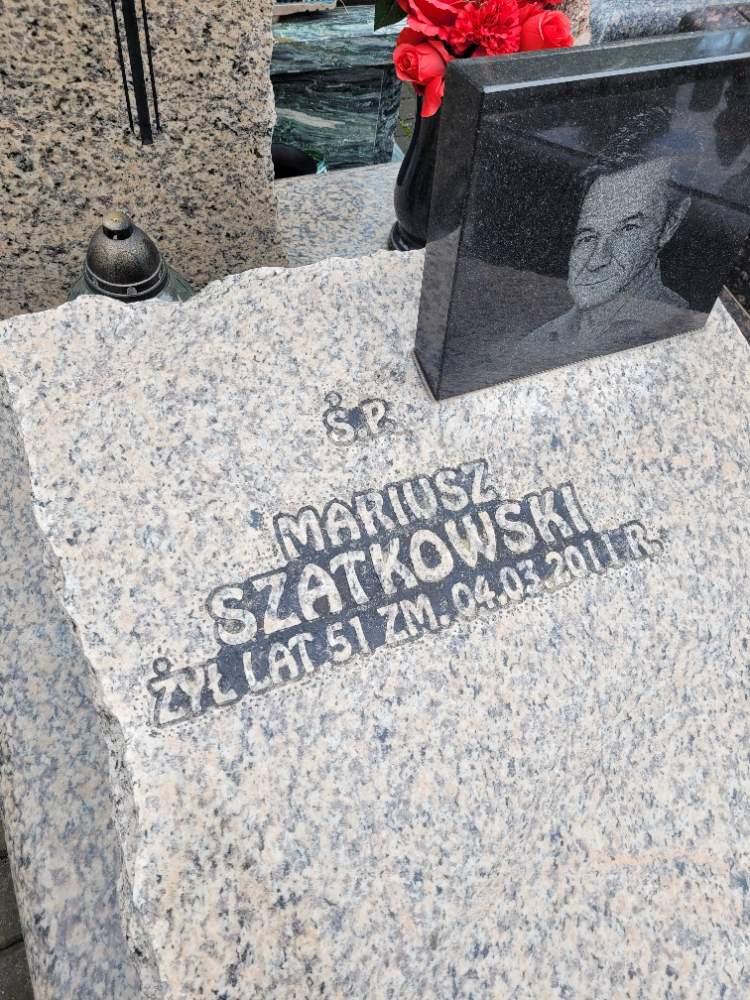 Ś.P.
MARIUSZ
SZATKOWSKI
ŻYŁ LAT 51 ZM. 04.03.2011 R.